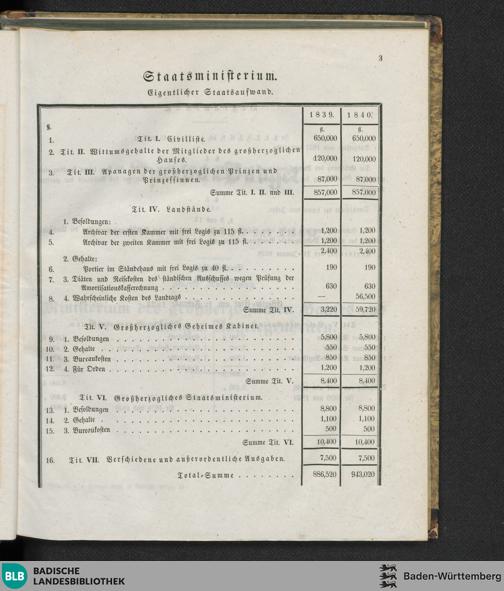 3
Staatsministerium.
Eigentlicher Staatsaufwand.
1839. 1840.
§. fl. fl.
1. Tit. I. Civilliste. 650,000 650,000
2. Tit. II. Wittumsgehalte der Mitglieder des großherzoglichen
Hauses. 120,000 120,000
3. Tit. III. Apanagen der großherzoglichen Prinzen und
Prinzessinnen. 87,000 87,000
Summe Tit. I. II. und III. 857,000 857,000
Tit. IV. Landstände.
1. Besoldungen:
4. Archivar der ersten Kammer mit frei Logis zu 115 fl. 1,200 1,200
5. Archivar der zweiten Kammer mit frei Logis zu 115 fl. 1,200 1,200
2,400 2,400
2. Gehalte:
6. Portier im Ständehaus mit frei Logis zu 40 fl. 190 190
7. 3. Diäten und Reisekosten des ständischen Ausschusses wegen Prüfung der
Amortisationskasserechnung 630 630
8. 4. Wahrscheinliche Kosten des Landtags — 56,500
Summe Tit. IV. 3,220 59,720
Tit. V. Großherzogliches Geheimes Kabinet.
9. 1. Besoldungen 5,800 5,800
10. 2. Gehalte 550 550
11. 3. Bureaukosten 850 850
12. 4. Für Orden 1,200 1,200
Summe Tit. V. 8,400 8,400
Tit. VI. Großherzogliches Staatsministerium.
13. 1. Besoldungen 8,800 8,800
14. 2. Gehalte 1,100 1,100
15. 3. Bureaukosten 500 500
Summe Tit. VI. 10,400 10,400
16. Tit. VII. Verschiedene und außerordentliche Ausgaben. 7,500 7,500
Total-Summe 886,520 943,020
BLB BADISCHE
LANDESBIBLIOTHEK
Baden-Württemberg